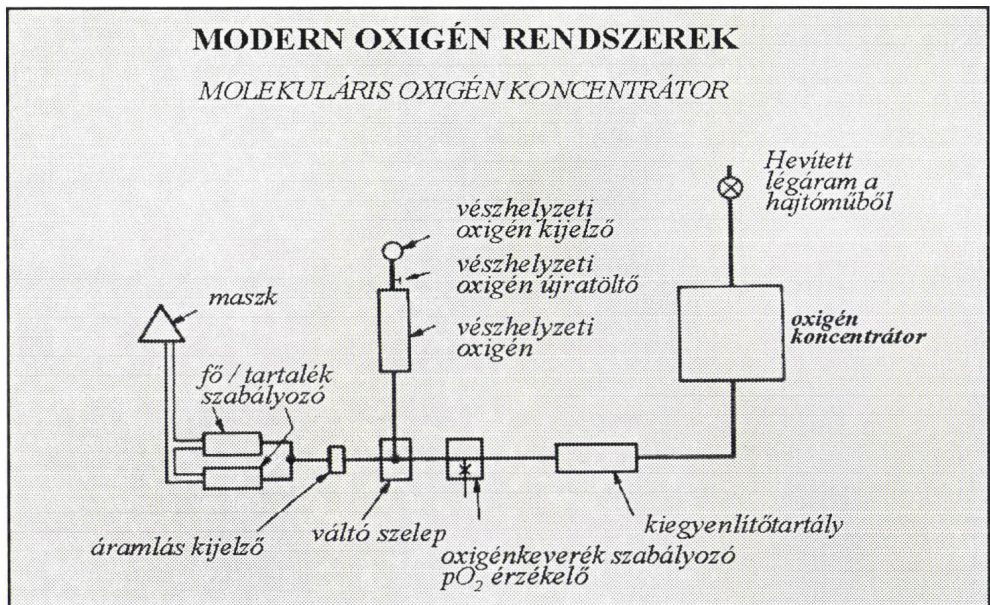 MODERN OXIGÉN RENDSZEREK
MOLEKULÁRIS OXIGÉN KONCENTRÁTOR
Hevített
légáram a
hajtóműből
vészhelyzeti
oxigén kijelző
vészhelyzeti
oxigén újratöltő
vészhelyzeti
oxigén
maszk
oxigén
koncentrátor
fő / tartalék
szabályozó
áramlás kijelző
váltó szelep
oxigénkeverék szabályozó
pO₂ érzékelő
kiegyenlítőtartály